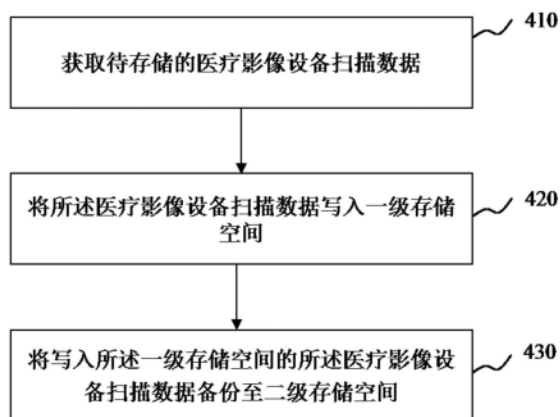 410
获取待存储的医疗影像设备扫描数据
420
将所述医疗影像设备扫描数据写入一级存储
空间
430
将写入所述一级存储空间的所述医疗影像设
备扫描数据备份至二级存储空间